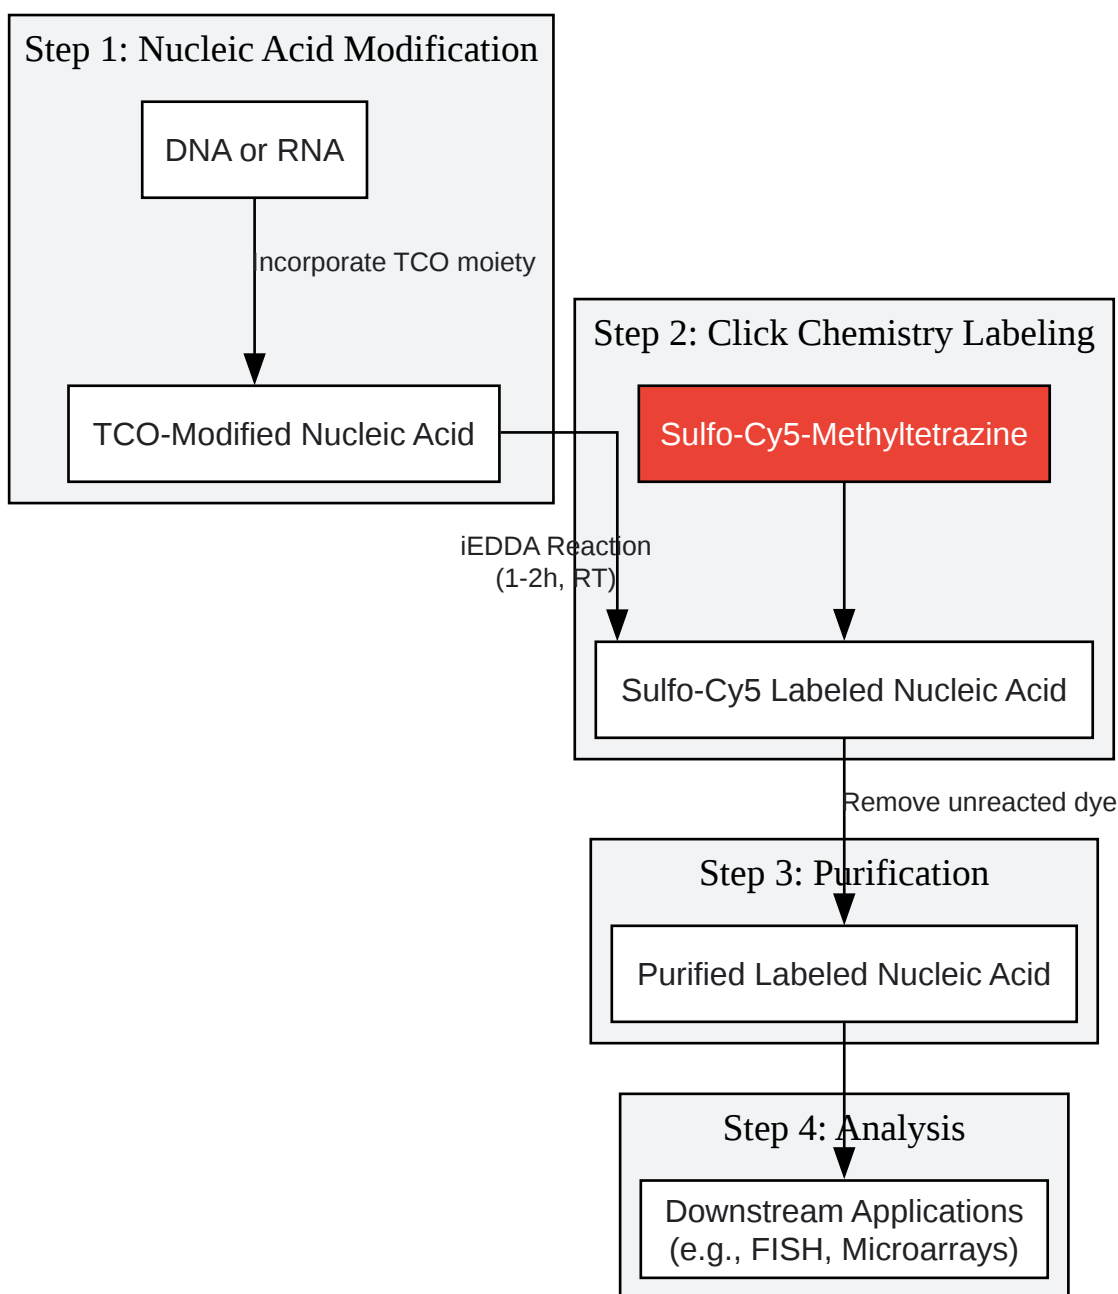 Step 1: Nucleic Acid Modification
DNA or RNA
Incorporate TCO moiety
TCO-Modified Nucleic Acid
Step 2: Click Chemistry Labeling
Sulfo-Cy5-Methyltetrazine
iEDDA Reaction
(1-2h, RT)
Sulfo-Cy5 Labeled Nucleic Acid
Remove unreacted dye
Step 3: Purification
Purified Labeled Nucleic Acid
Step 4: Analysis
Downstream Applications
(e.g., FISH, Microarrays)